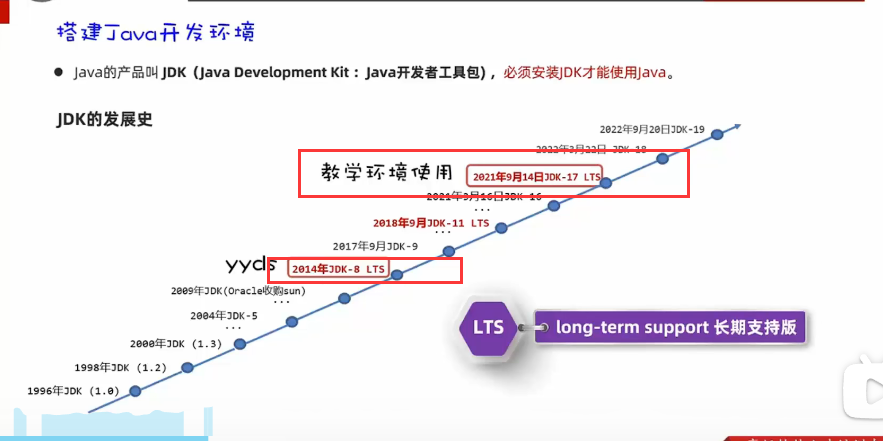 搭建Java开发环境
● Java的产品叫 JDK（Java Development Kit ：Java开发者工具包），必须安装JDK才能使用Java。
JDK的发展史
2022年9月20日JDK-19
2022年3月22日 JDK-18
教学环境使用 2021年9月14日JDK-17 LTS
2021年3月16日JDK-16
...
2018年9月JDK-11 LTS
...
2017年9月JDK-9
yyds 2014年JDK-8 LTS
2009年JDK(Oracle收购sun)
...
2004年JDK-5
...
2000年JDK (1.3)
1998年JDK (1.2)
1996年JDK (1.0)
LTS long-term support 长期支持版